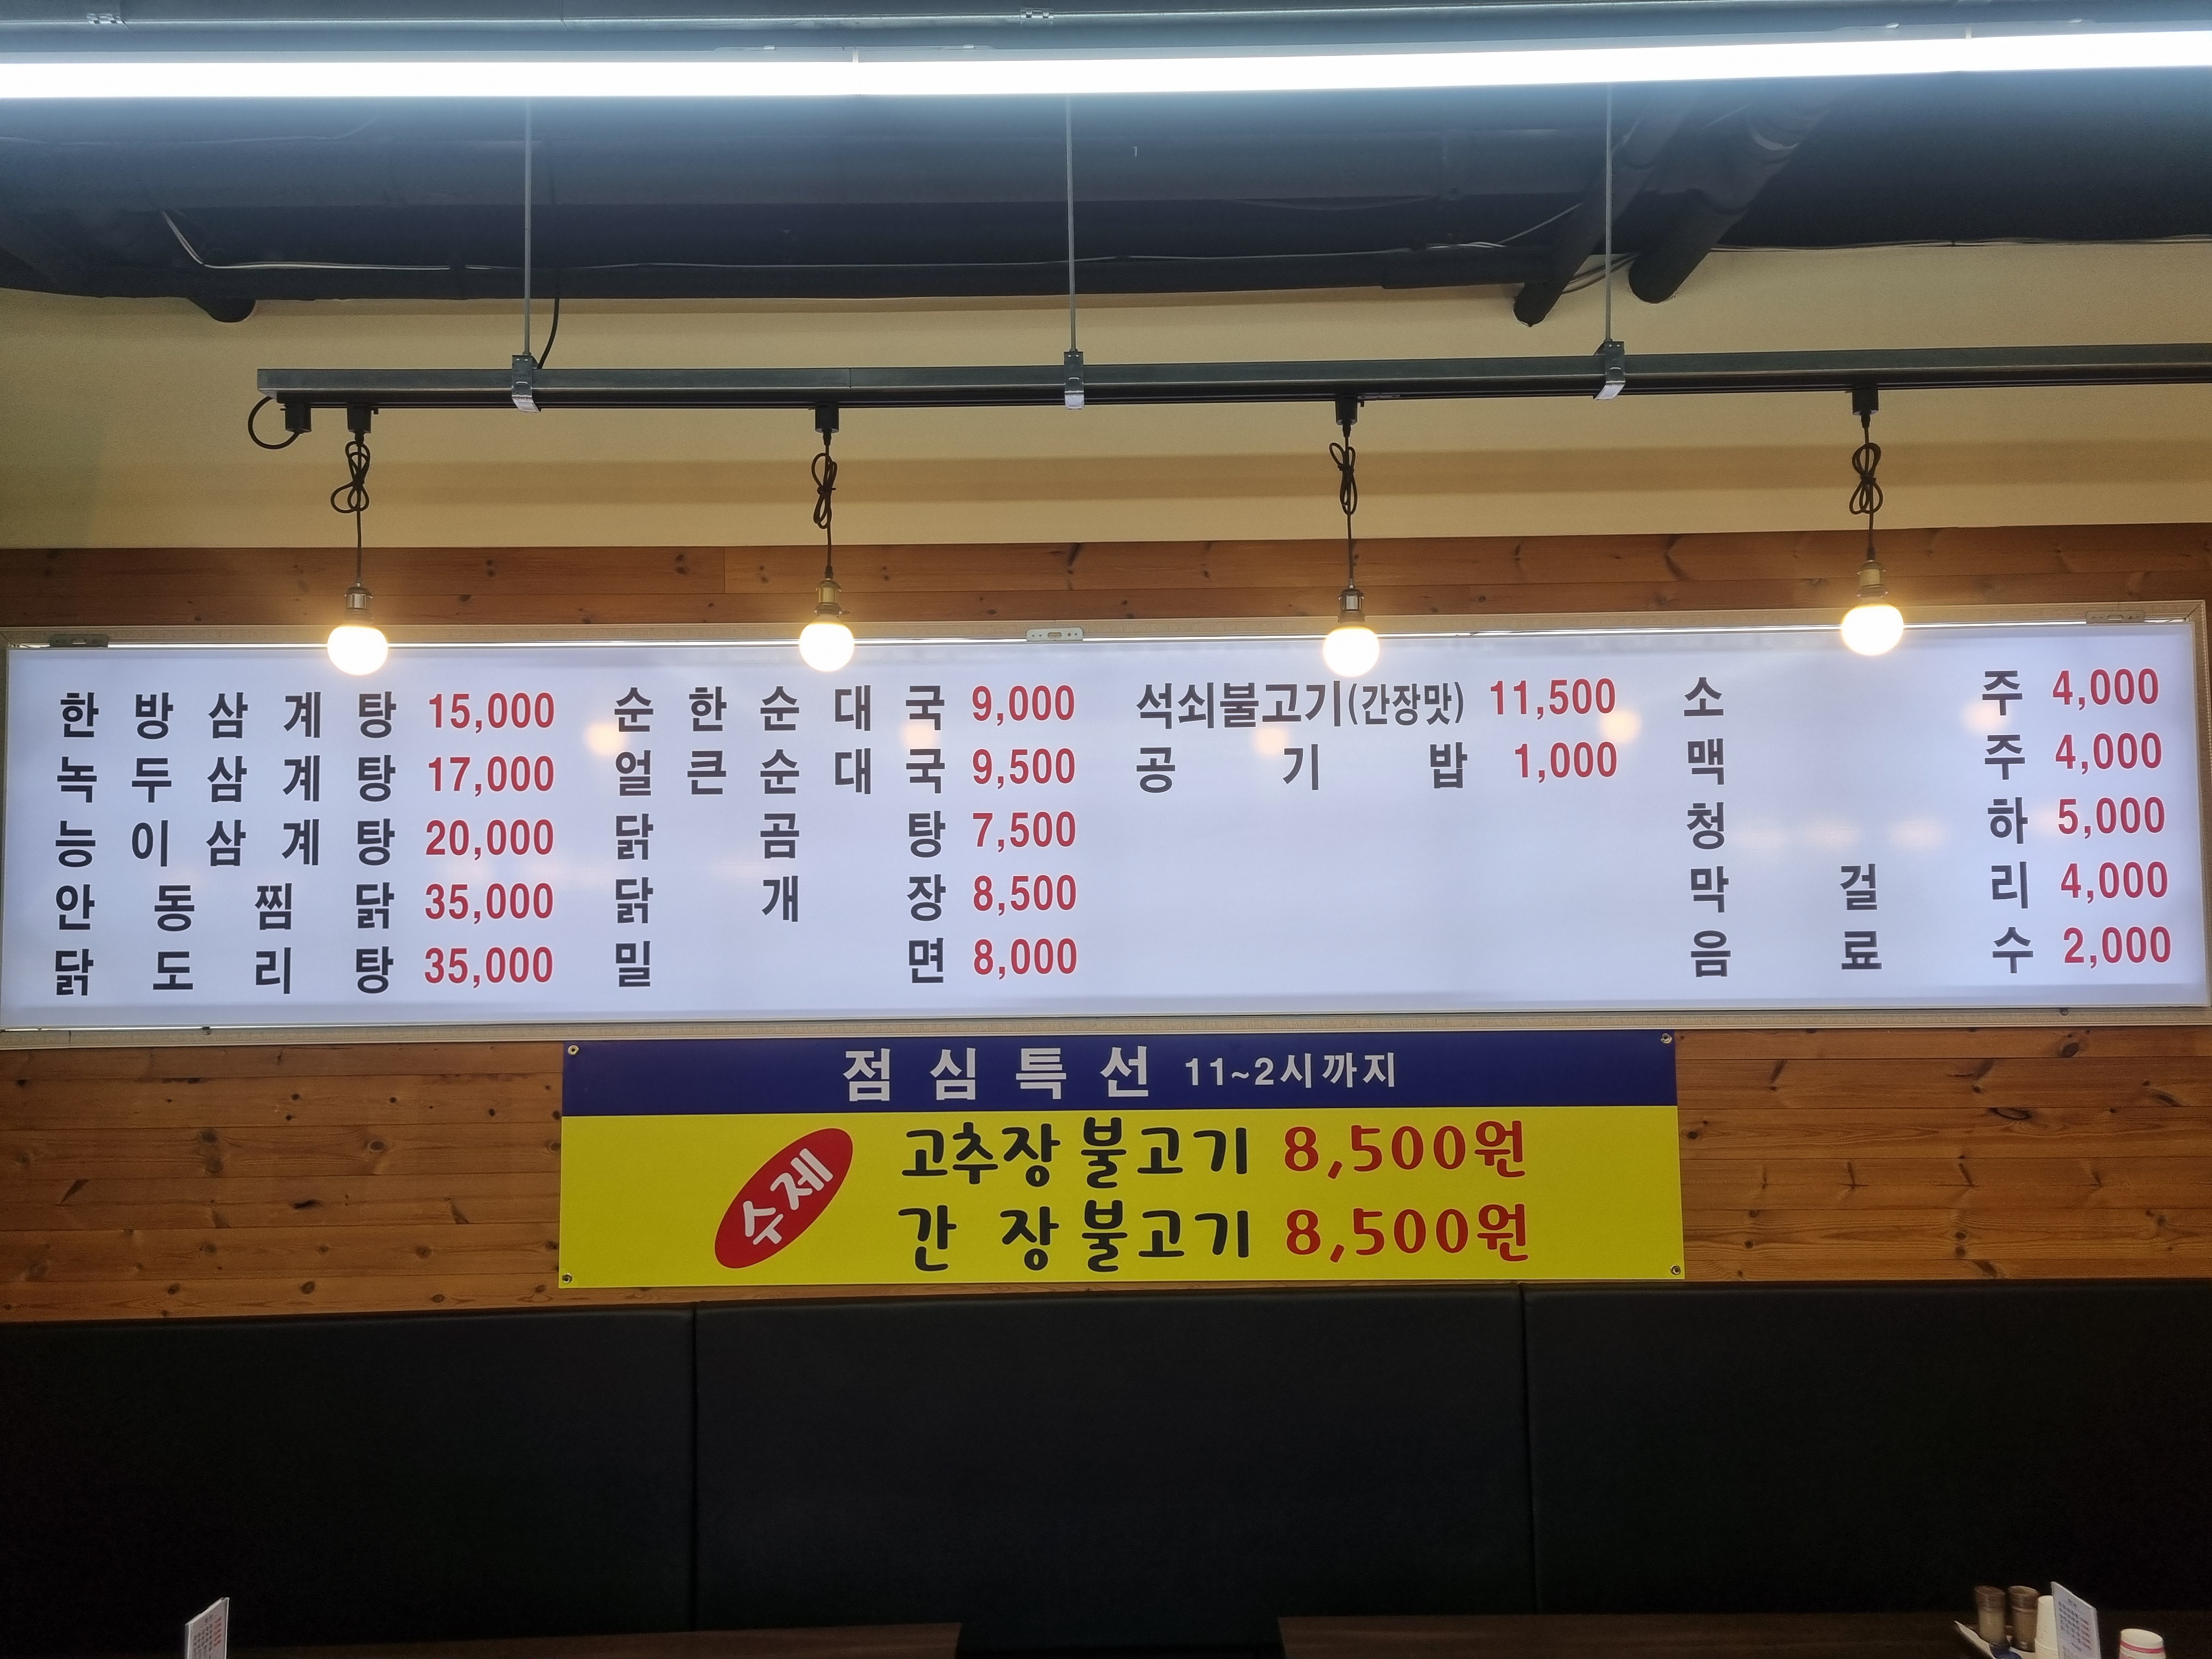 한방삼계탕 15,000
녹두삼계탕 17,000
능이삼계탕 20,000
안동찜닭 35,000
닭도리탕 35,000
순한순대국 9,000
얼큰순대국 9,500
닭곰탕 7,500
닭개장 8,500
밀면 8,000
석쇠불고기(간장맛) 11,500
공기밥 1,000
소주 4,000
맥주 4,000
청하 5,000
막걸리 4,000
음료수 2,000
점심특선 11~2시까지
수제
고추장불고기 8,500원
간장불고기 8,500원